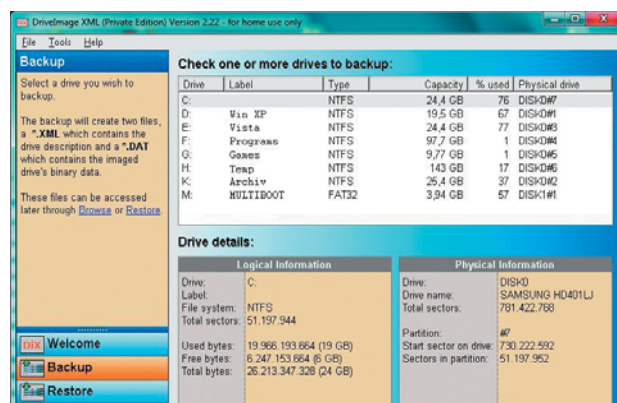 DriveImage XML (Private Edition) Version 2.22 - for home use only
File Tools Help
Backup
Select a drive you wish to
backup.
The backup will create two files,
a *.XML which contains the
drive description and a *.DAT
which contains the imaged
drive's binary data.
These files can be accessed
later through Browse or Restore.
Welcome
Backup
Restore
Check one or more drives to backup:
Drive Label Type Capacity % used Physical drive
C: NTFS 24,4 GB 76 DISK0#7
D: Win XP NTFS 19,5 GB 67 DISK0#1
E: Vista NTFS 24,4 GB 77 DISK0#3
F: Programs NTFS 97,7 GB 1 DISK0#4
G: Games NTFS 9,77 GB 1 DISK0#5
H: Temp NTFS 143 GB 17 DISK0#6
K: Archiv NTFS 25,4 GB 37 DISK0#2
M: MULTIBOOT FAT32 3,94 GB 57 DISK1#1
Drive details:
Logical Information
Drive: C:
Label:
File system: NTFS
Total sectors: 51.197.944
Used bytes: 19.966.193.664 (19 GB)
Free bytes: 6.247.153.664 (6 GB)
Total bytes: 26.213.347.328 (24 GB)
Physical Information
Drive: DISK0
Drive name: SAMSUNG HD401LJ
Total sectors: 781.422.768
Partition: #7
Start sector on drive: 730.222.592
Sectors in partition: 51.197.952